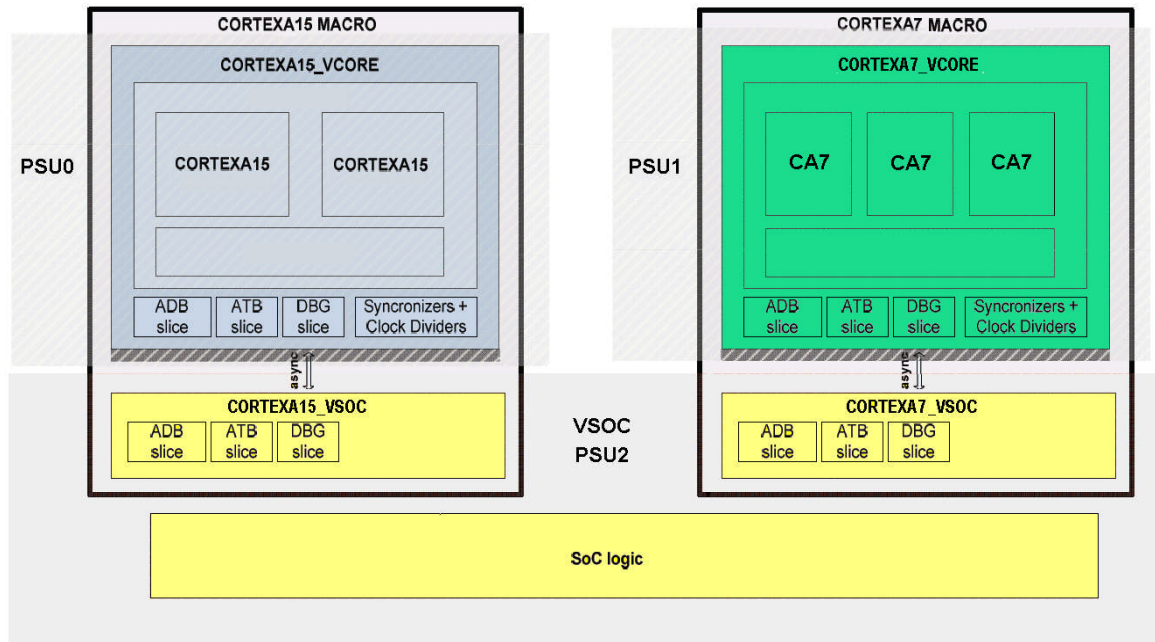 CORTEXA15 MACRO
CORTEXA15_VCORE
PSU0
CORTEXA15
CORTEXA15
ADB
slice
ATB
slice
DBG
slice
Syncronizers +
Clock Dividers
async
CORTEXA15_VSOC
ADB
slice
ATB
slice
DBG
slice
CORTEXA7 MACRO
CORTEXA7_VCORE
PSU1
CA7
CA7
CA7
ADB
slice
ATB
slice
DBG
slice
Syncronizers +
Clock Dividers
async
CORTEXA7_VSOC
ADB
slice
ATB
slice
DBG
slice
VSOC
PSU2
SoC logic